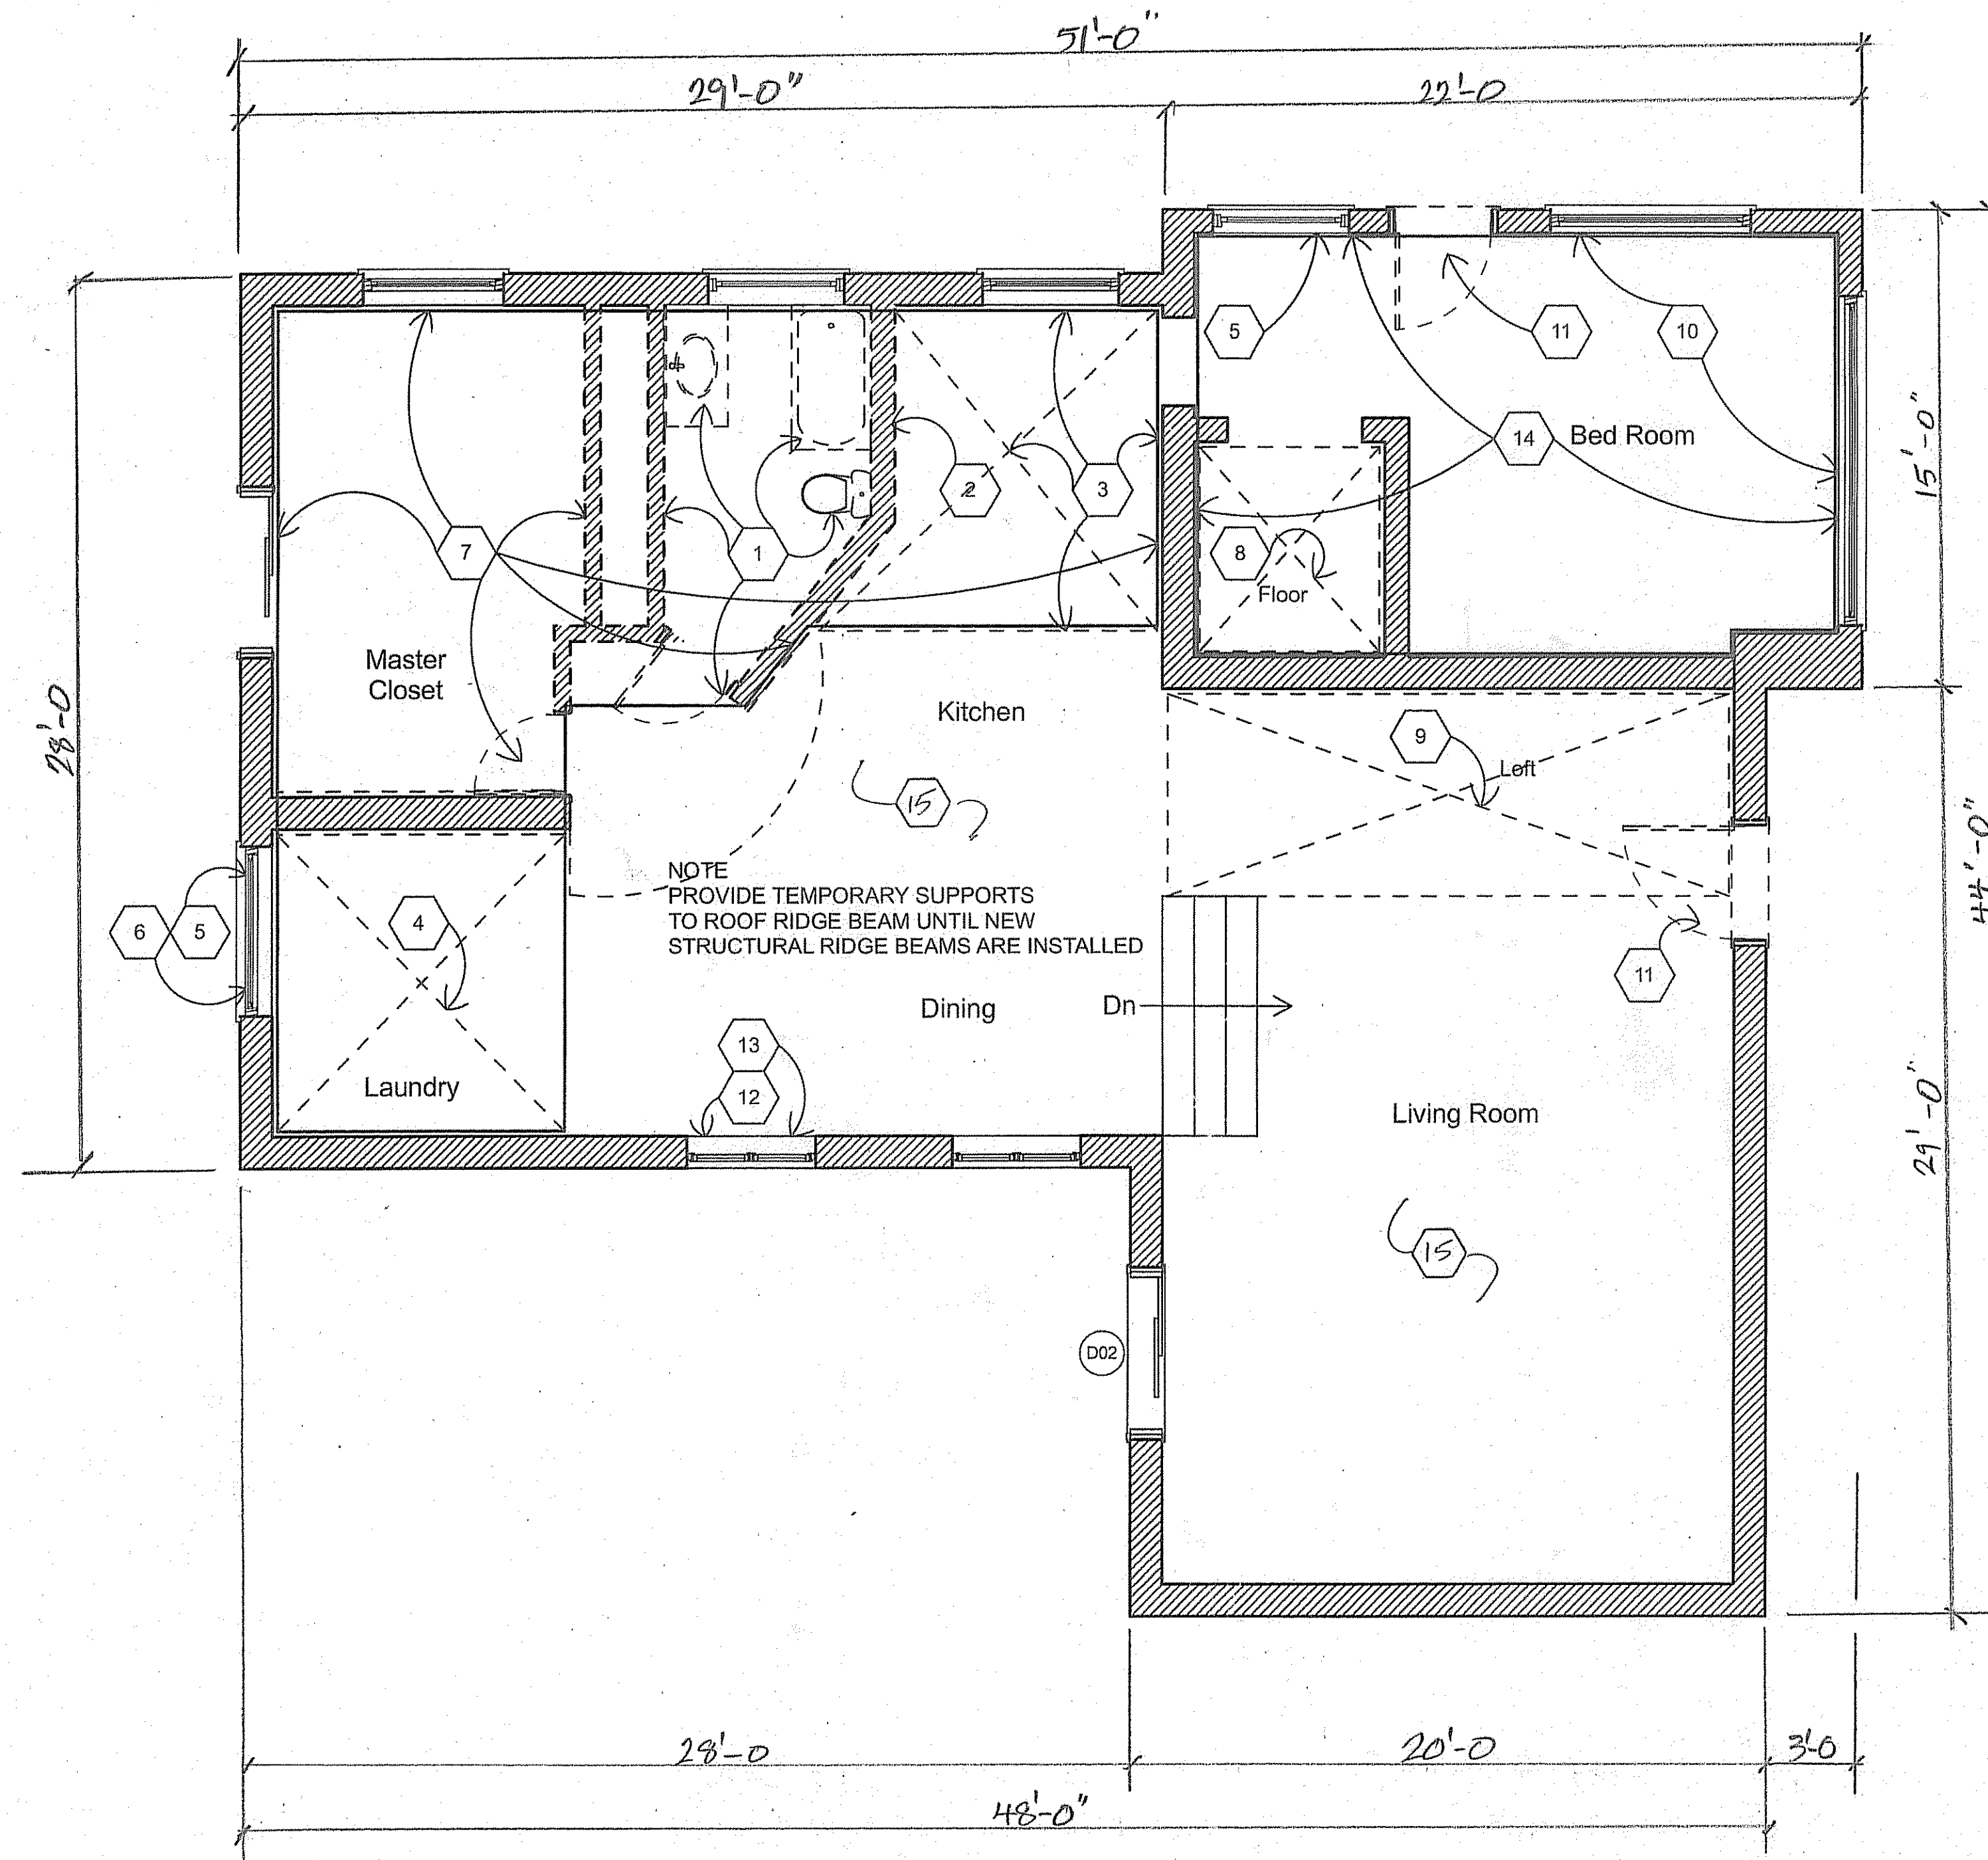 51'-0"
29'-0"
22'-0
5
11
10
14
Bed Room
15'-0"
2
3
7
1
8
Floor
Master
Closet
28'-0
Kitchen
9
Loft
15
44'-0"
NOTE
PROVIDE TEMPORARY SUPPORTS
TO ROOF RIDGE BEAM UNTIL NEW
STRUCTURAL RIDGE BEAMS ARE INSTALLED
6
5
4
11
Dining
Dn
13
12
Laundry
Living Room
29'-0"
15
D02
28'-0
20'-0
3'-0
48'-0"